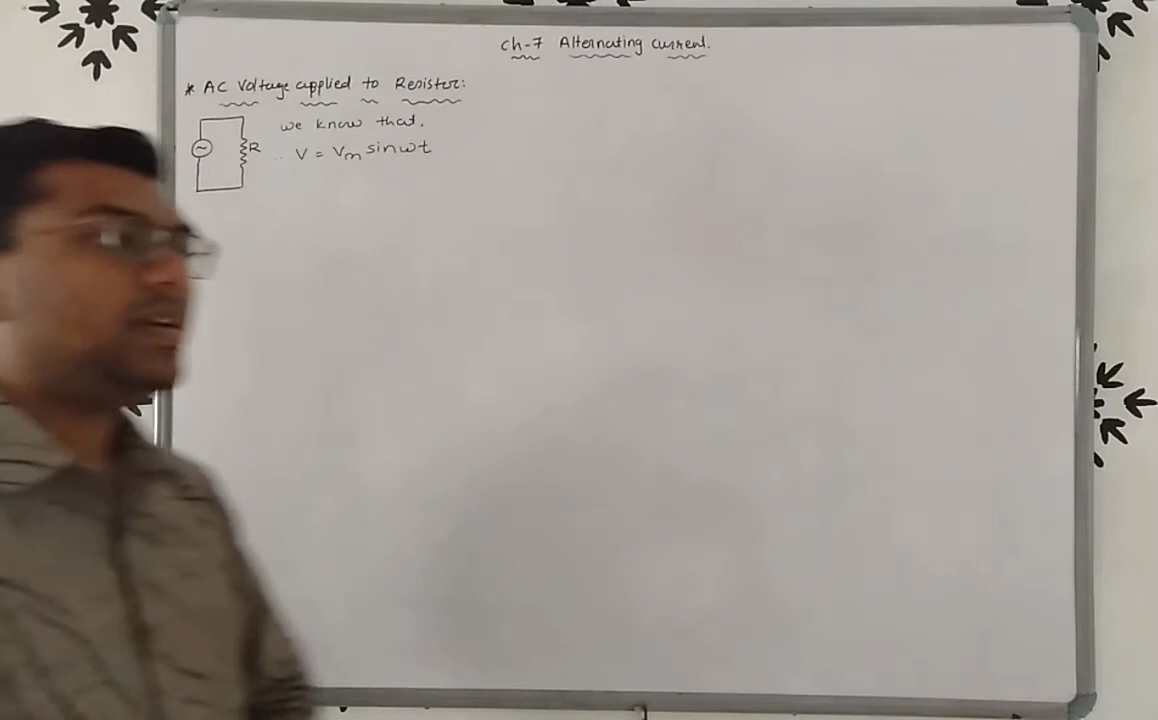 Ch-7 Alternating Current.
* AC Voltage applied to Resistor:
we know that,
R
~
V = Vm sinωt